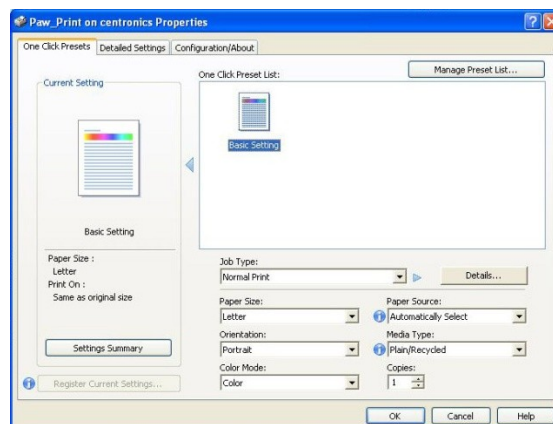 Paw_Print on centronics Properties
One Click Presets Detailed Settings Configuration/About
Current Setting
One Click Preset List:
Manage Preset List...
Basic Setting
Basic Setting
Paper Size :
Letter
Print On :
Same as original size
Settings Summary
Register Current Settings...
Job Type:
Normal Print
Details...
Paper Size:
Paper Source:
Letter
Automatically Select
Orientation:
Media Type:
Portrait
Plain/Recycled
Color Mode:
Copies:
Color
1
OK Cancel Help